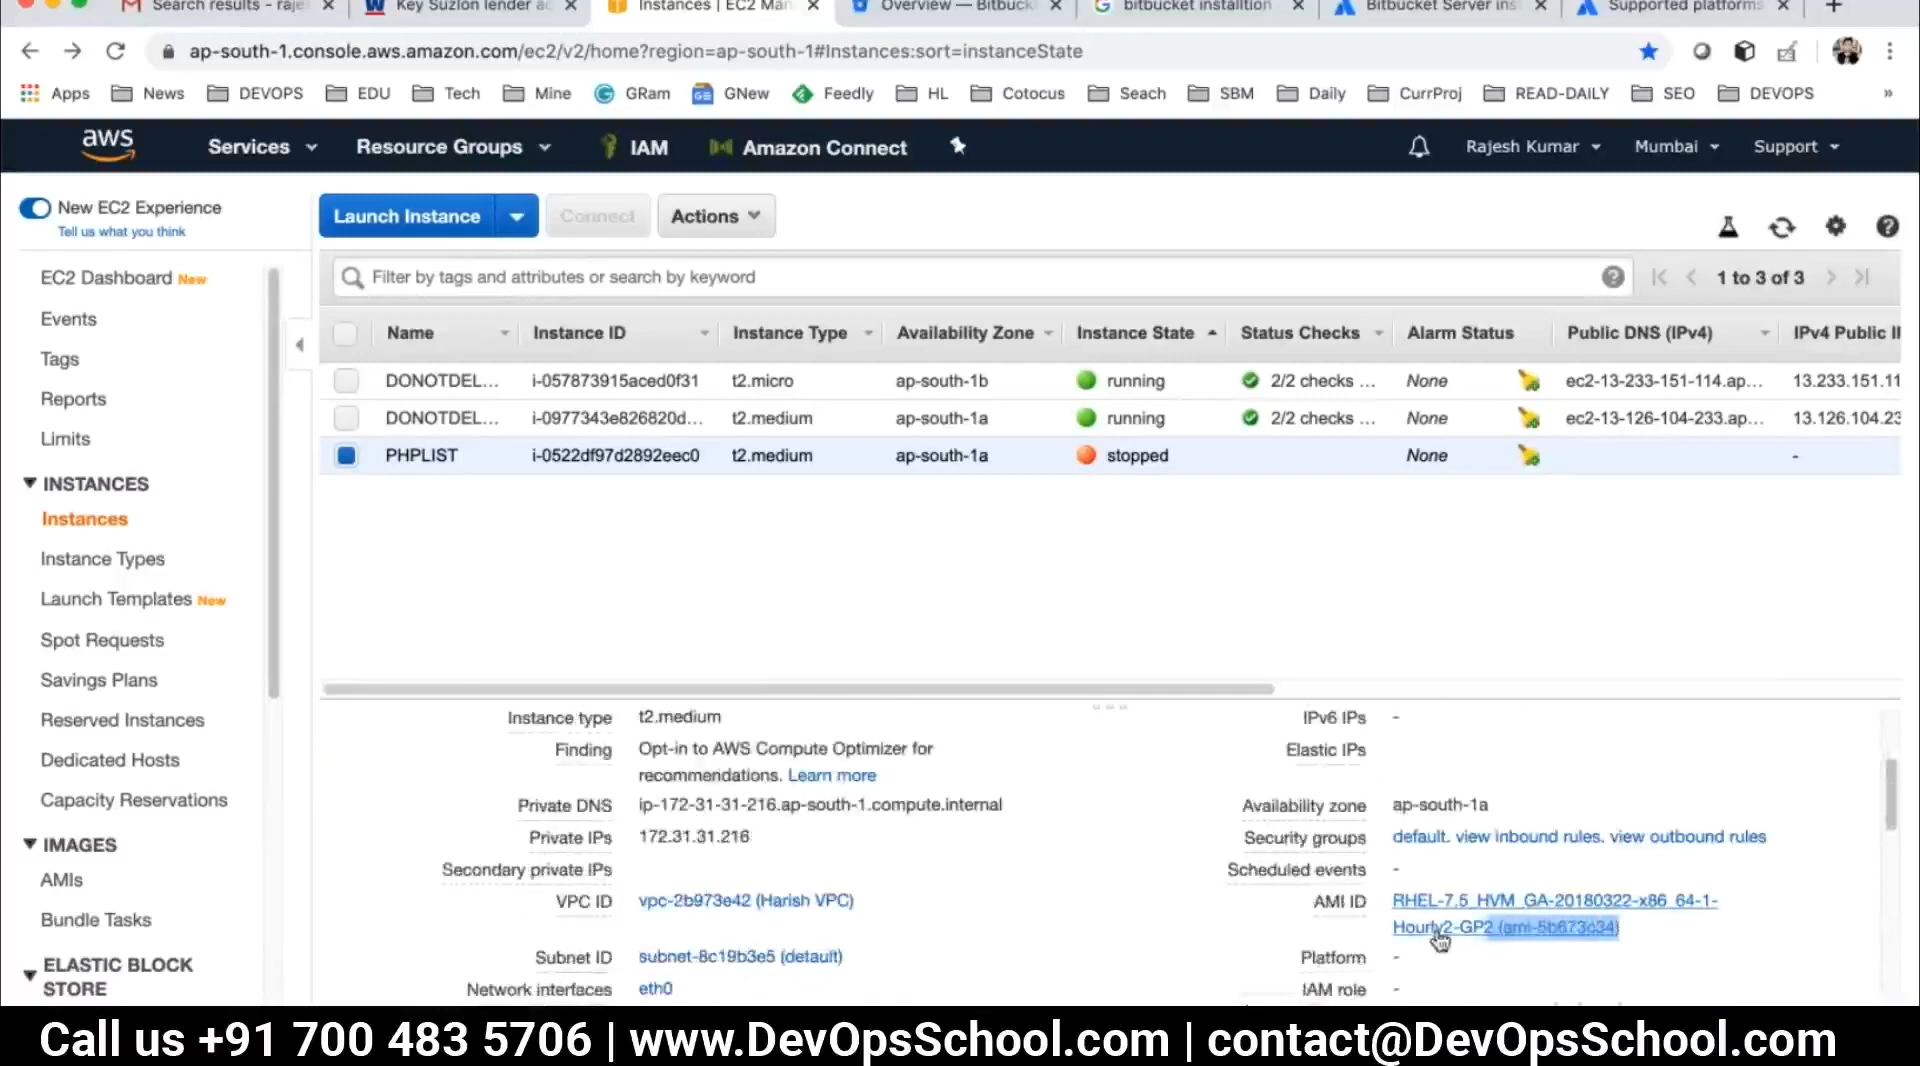 Search results - raje
Key Suzlon lender ac
Instances | EC2 Man
Overview — Bitbuck
bitbucket installtion
Bitbucket Server inst
Supported platforms
ap-south-1.console.aws.amazon.com/ec2/v2/home?region=ap-south-1#Instances:sort=instanceState
Apps News DEVOPS EDU Tech Mine GRam GNew Feedly HL Cotocus Seach SBM Daily CurrProj READ-DAILY SEO DEVOPS »
aws Services Resource Groups IAM Amazon Connect Rajesh Kumar Mumbai Support
New EC2 Experience
Tell us what you think
EC2 Dashboard New
Events
Tags
Reports
Limits
INSTANCES
Instances
Instance Types
Launch Templates New
Spot Requests
Savings Plans
Reserved Instances
Dedicated Hosts
Capacity Reservations
IMAGES
AMIs
Bundle Tasks
ELASTIC BLOCK
STORE
Launch Instance Connect Actions
Filter by tags and attributes or search by keyword
1 to 3 of 3
Name Instance ID Instance Type Availability Zone Instance State Status Checks Alarm Status Public DNS (IPv4) IPv4 Public I
DONOTDEL... i-057873915aced0f31 t2.micro ap-south-1b running 2/2 checks ... None ec2-13-233-151-114.ap... 13.233.151.11
DONOTDEL... i-0977343e826820d... t2.medium ap-south-1a running 2/2 checks ... None ec2-13-126-104-233.ap... 13.126.104.23
PHPLIST i-0522df97d2892eec0 t2.medium ap-south-1a stopped None -
Instance type t2.medium
Finding Opt-in to AWS Compute Optimizer for
recommendations. Learn more
Private DNS ip-172-31-31-216.ap-south-1.compute.internal
Private IPs 172.31.31.216
Secondary private IPs
VPC ID vpc-2b973e42 (Harish VPC)
Subnet ID subnet-8c19b3e5 (default)
Network interfaces eth0
IPv6 IPs -
Elastic IPs
Availability zone ap-south-1a
Security groups default. view inbound rules. view outbound rules
Scheduled events -
AMI ID RHEL-7.5_HVM_GA-20180322-x86_64-1-
Hourly2-GP2 (ami-5b673c34)
Platform -
IAM role -
Call us +91 700 483 5706 | www.DevOpsSchool.com | contact@DevOpsSchool.com